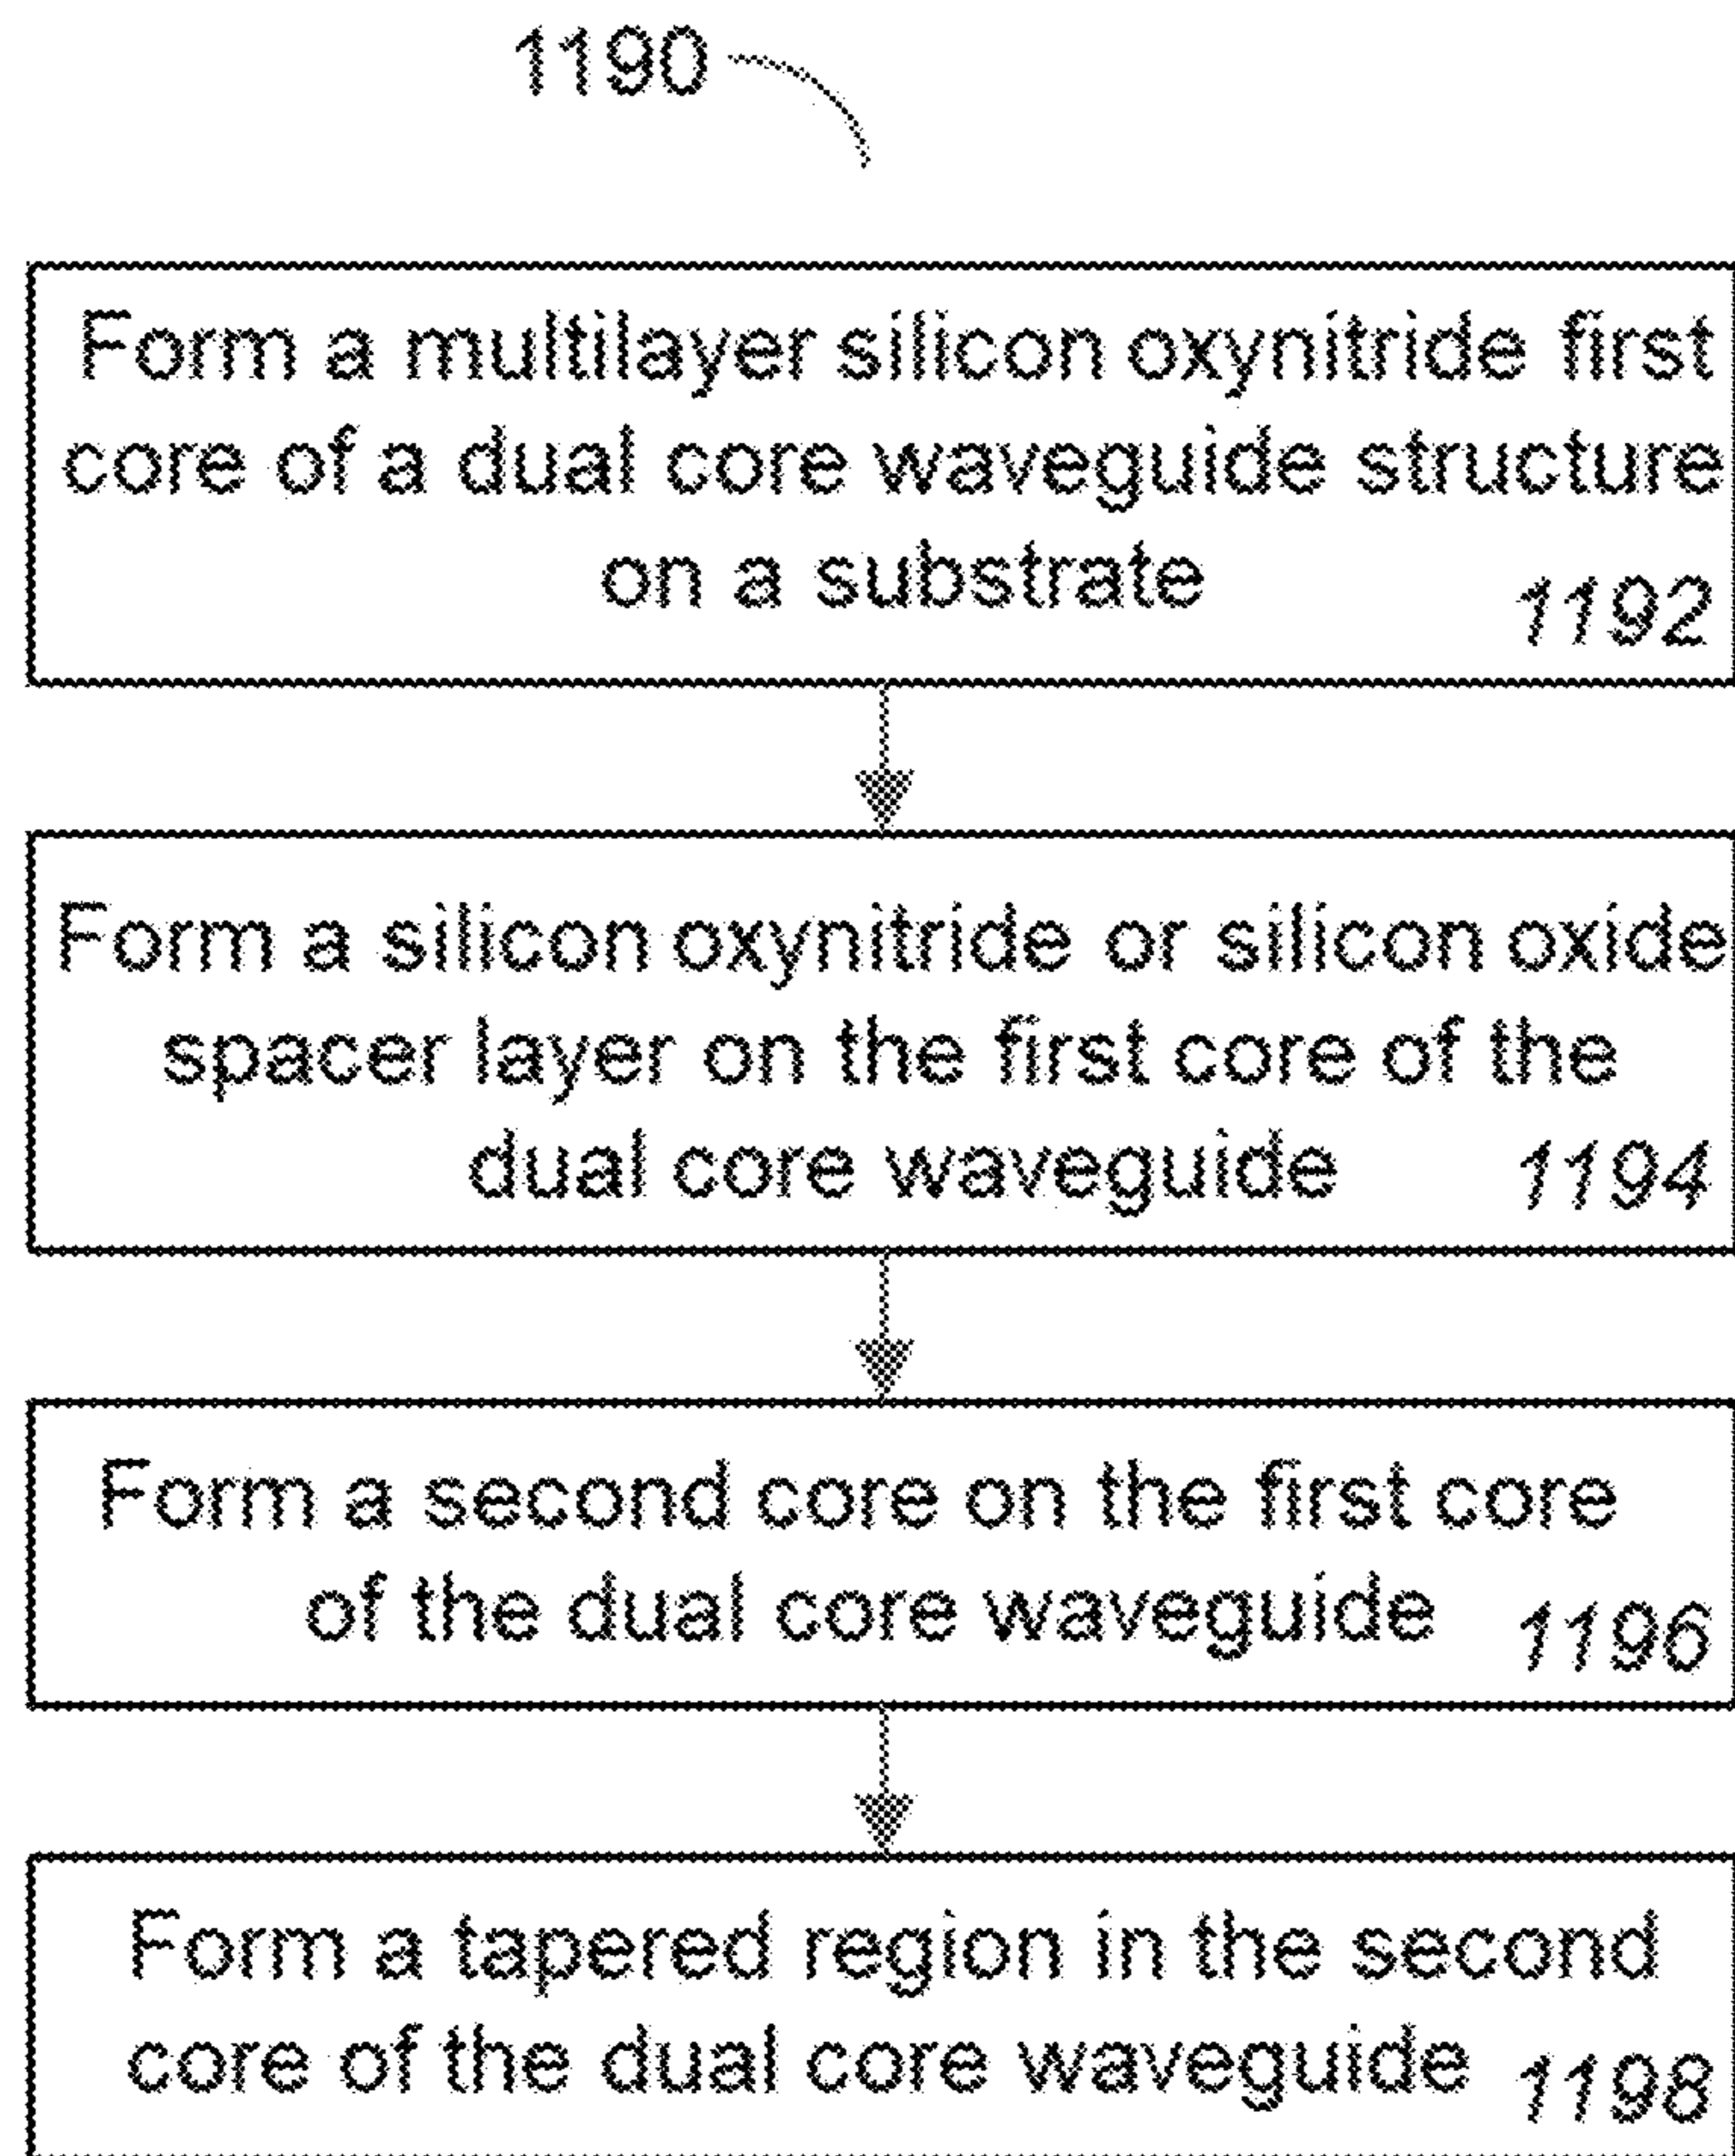 1190
Form a multilayer silicon oxynitride first
core of a dual core waveguide structure
on a substrate
1192
Form a silicon oxynitride or silicon oxide
spacer layer on the first core of the
dual core waveguide
1194
Form a second core on the first core
of the dual core waveguide
1196
Form a tapered region in the second
core of the dual core waveguide
1198